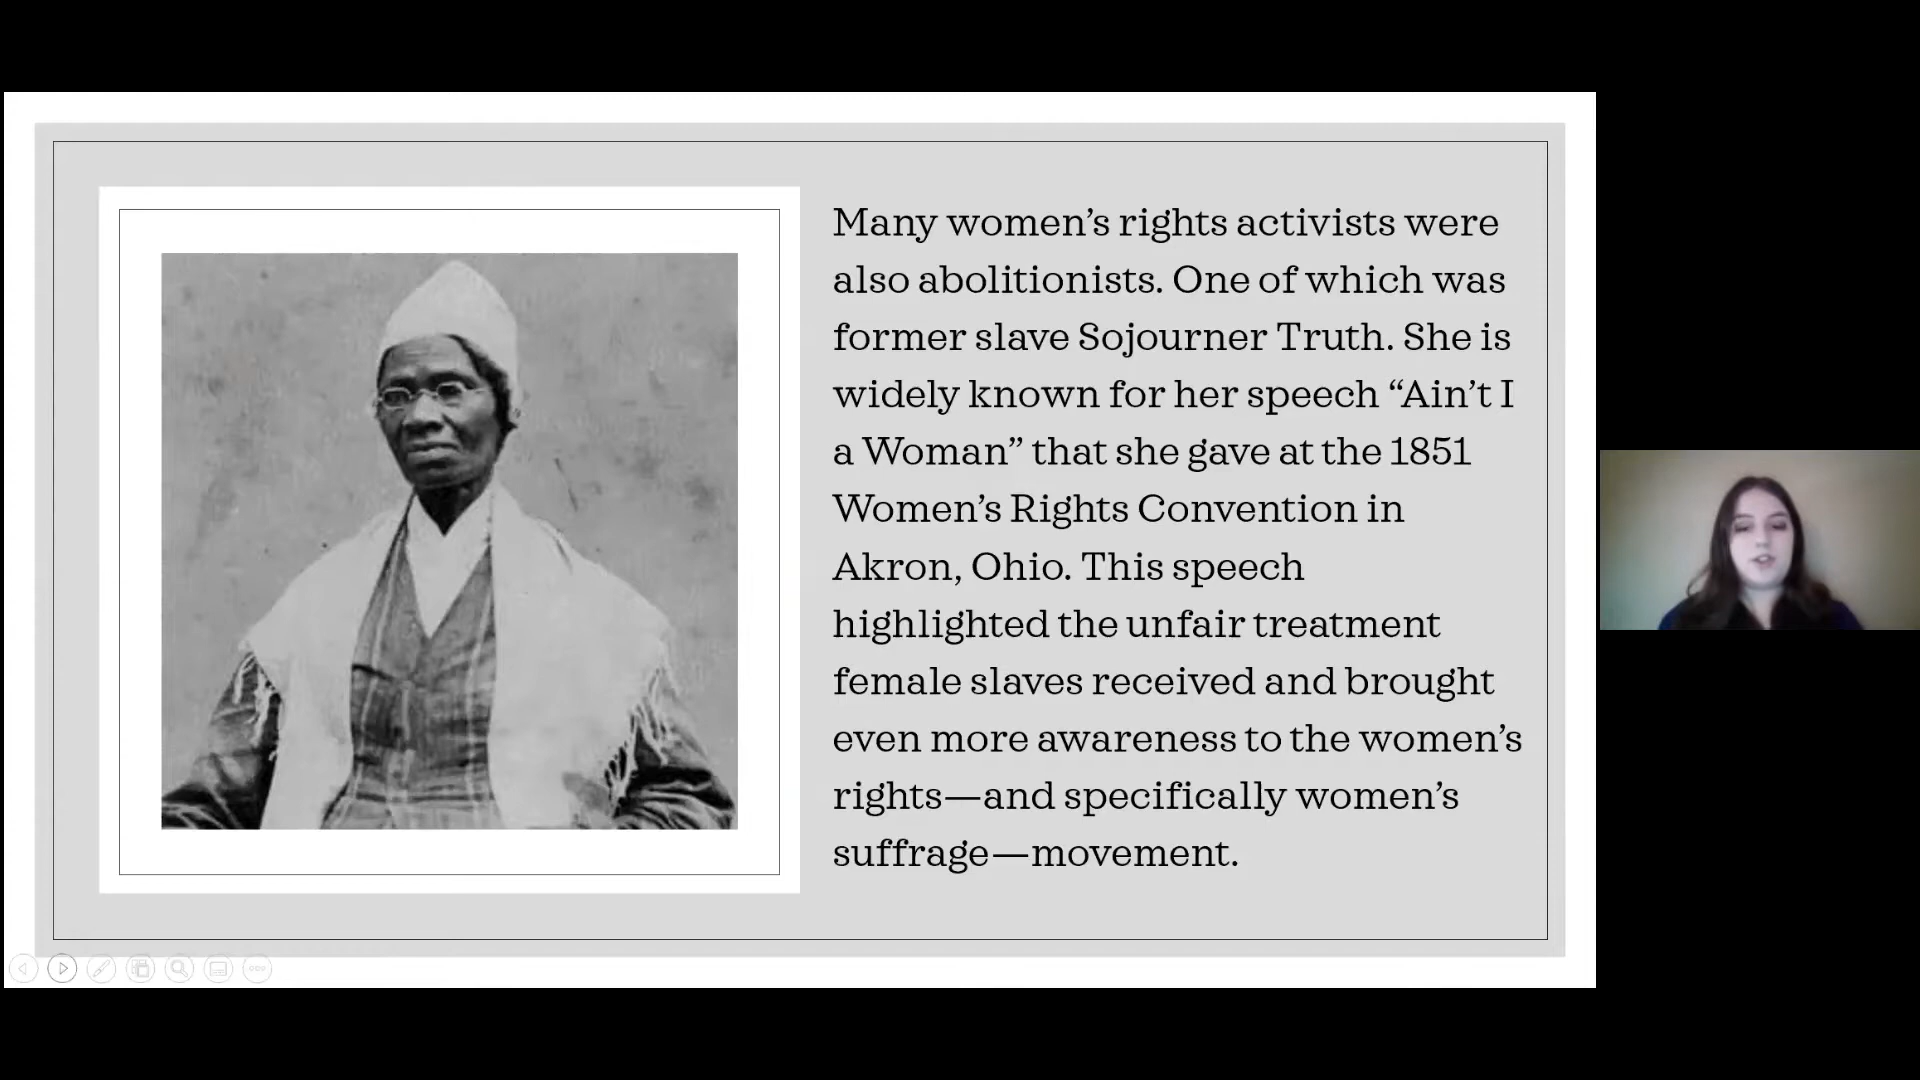 Many women’s rights activists were
also abolitionists. One of which was
former slave Sojourner Truth. She is
widely known for her speech “Ain’t I
a Woman” that she gave at the 1851
Women’s Rights Convention in
Akron, Ohio. This speech
highlighted the unfair treatment
female slaves received and brought
even more awareness to the women’s
rights—and specifically women’s
suffrage—movement.